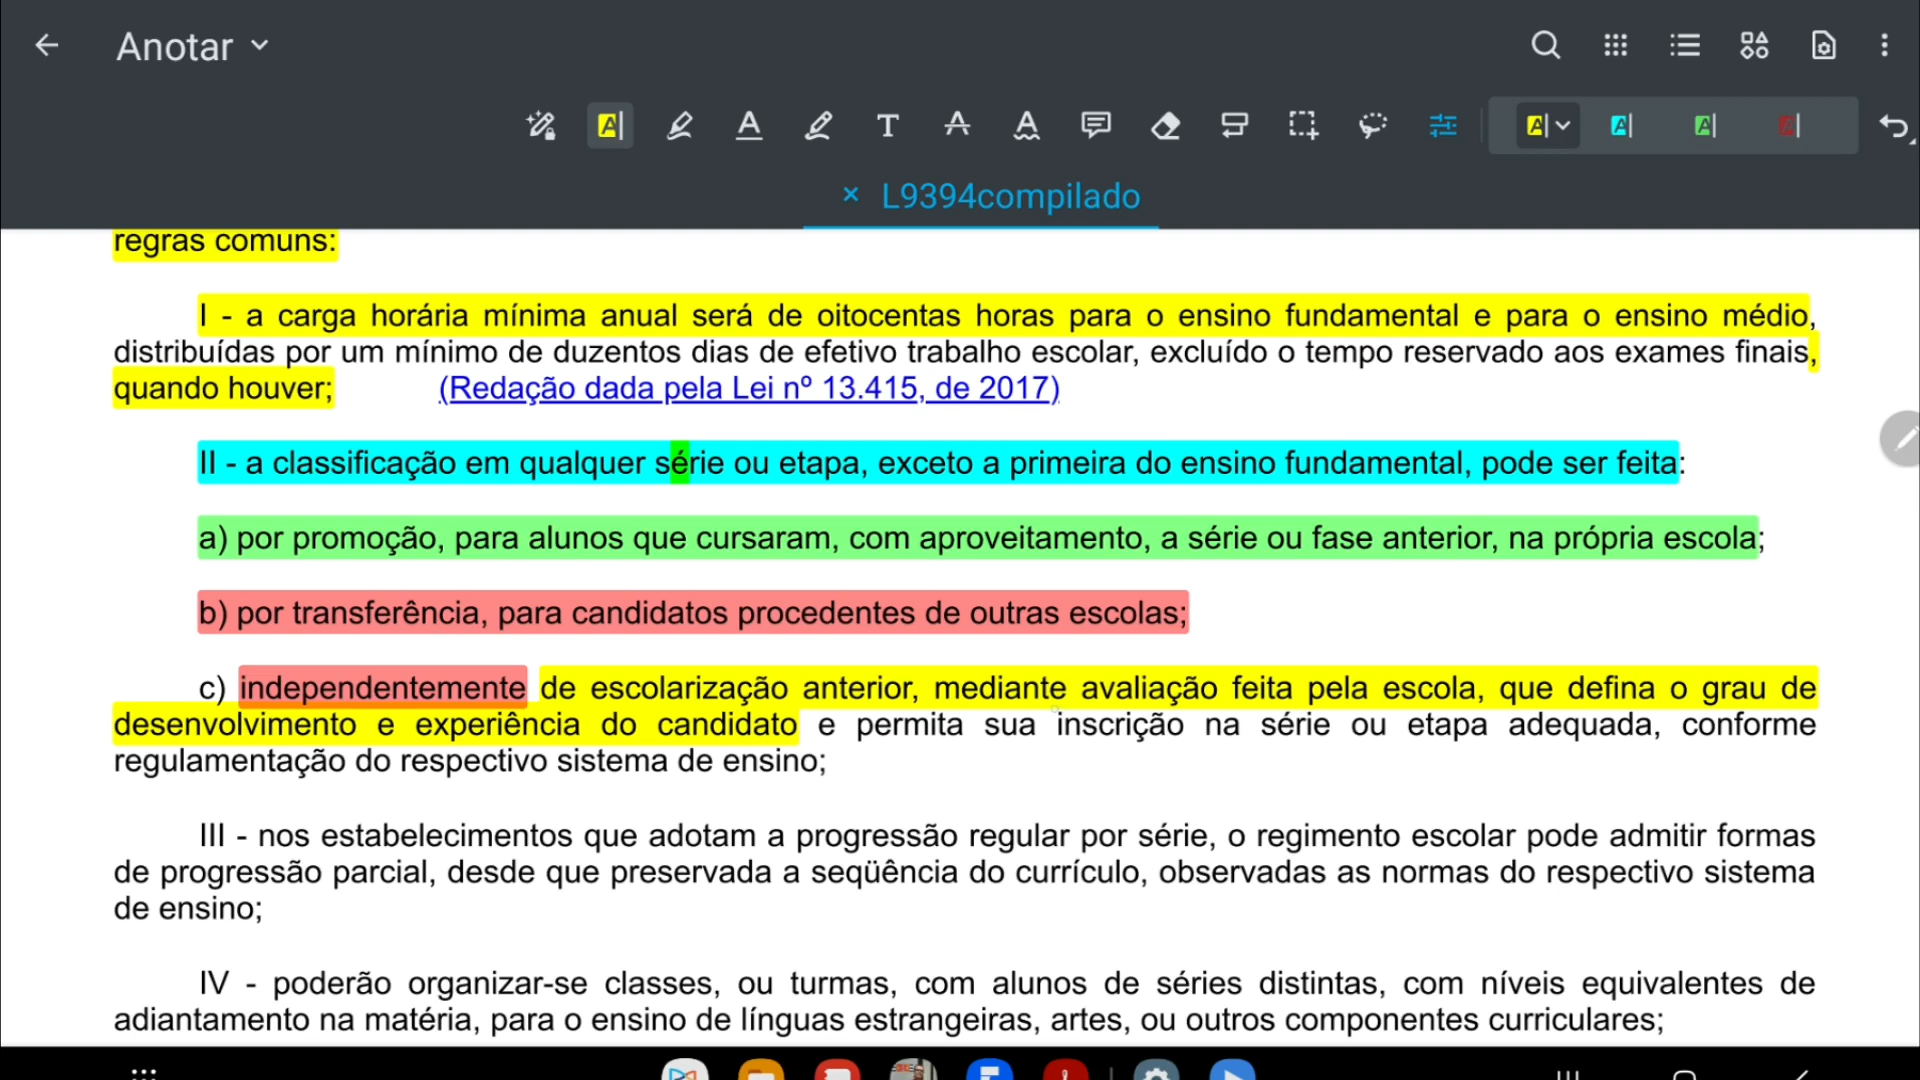 Anotar
L9394compilado
regras comuns:
I - a carga horária mínima anual será de oitocentas horas para o ensino fundamental e para o ensino médio,
distribuídas por um mínimo de duzentos dias de efetivo trabalho escolar, excluído o tempo reservado aos exames finais,
quando houver; (Redação dada pela Lei nº 13.415, de 2017)
II - a classificação em qualquer série ou etapa, exceto a primeira do ensino fundamental, pode ser feita:
a) por promoção, para alunos que cursaram, com aproveitamento, a série ou fase anterior, na própria escola;
b) por transferência, para candidatos procedentes de outras escolas;
c) independentemente de escolarização anterior, mediante avaliação feita pela escola, que defina o grau de
desenvolvimento e experiência do candidato e permita sua inscrição na série ou etapa adequada, conforme
regulamentação do respectivo sistema de ensino;
III - nos estabelecimentos que adotam a progressão regular por série, o regimento escolar pode admitir formas
de progressão parcial, desde que preservada a seqüência do currículo, observadas as normas do respectivo sistema
de ensino;
IV - poderão organizar-se classes, ou turmas, com alunos de séries distintas, com níveis equivalentes de
adiantamento na matéria, para o ensino de línguas estrangeiras, artes, ou outros componentes curriculares;